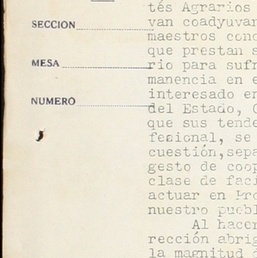 tés Agrarios
SECCION
van coadyuvan
maestros conc
que prestan s
MESA
rio para sufr
manencia en e
interesado en
NUMERO
del Estado, C
que sus tende
fesional, se
cuestión,sepa
gesto de coop
clase de faci
actuar en Pro
nuestro puebl
Al hacer
rección abrig
la magnitud d